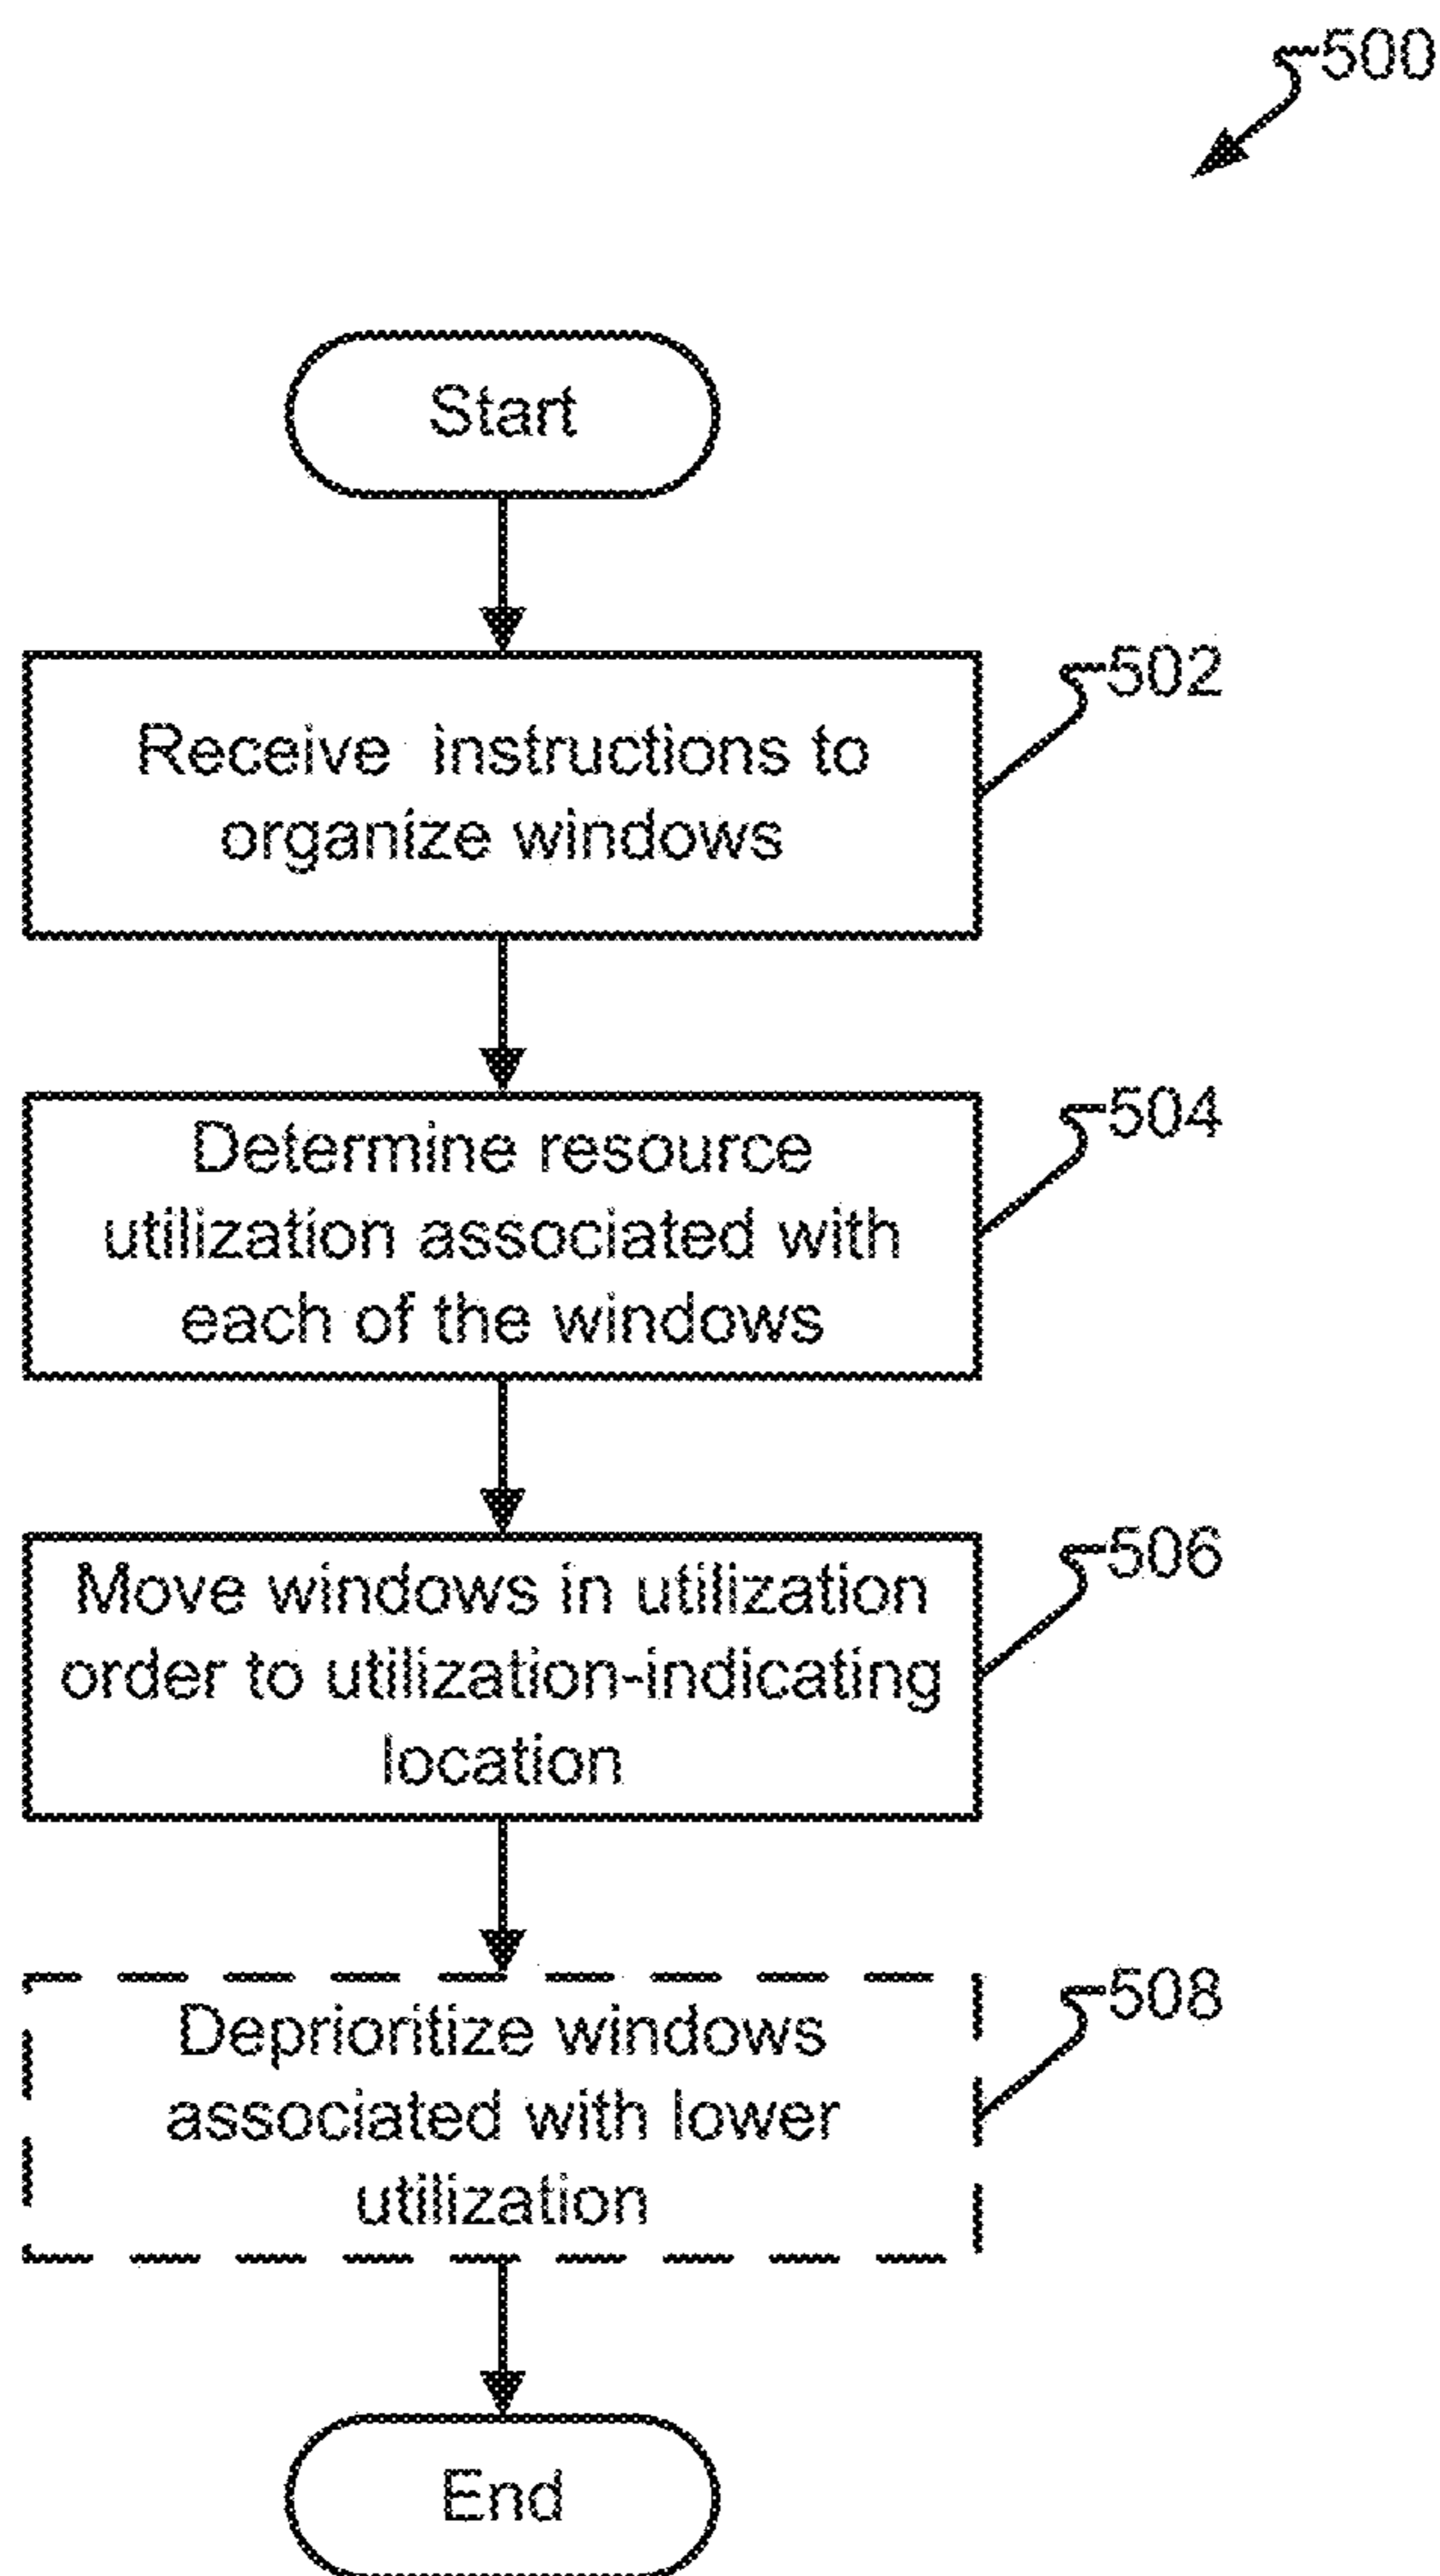 500
Start
Receive instructions to
organize windows
502
Determine resource
utilization associated with
each of the windows
504
Move windows in utilization
order to utilization-indicating
location
506
Deprioritize windows
associated with lower
utilization
508
End